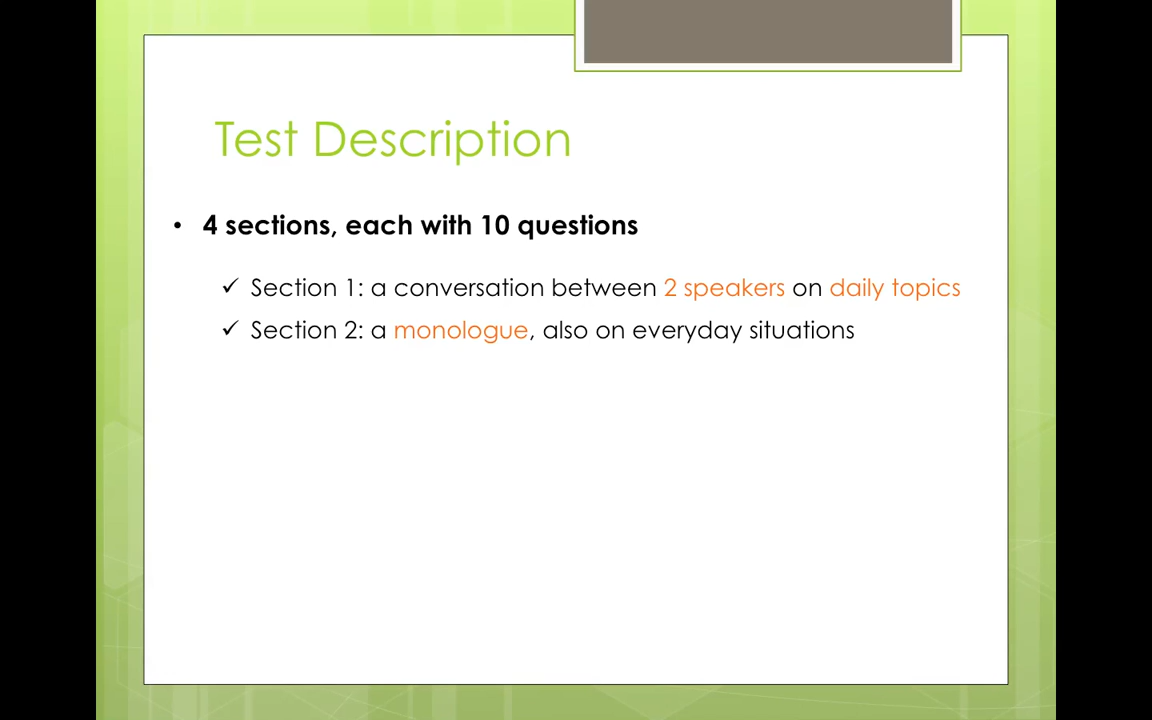 Test Description
• 4 sections, each with 10 questions
✓ Section 1: a conversation between 2 speakers on daily topics
✓ Section 2: a monologue, also on everyday situations